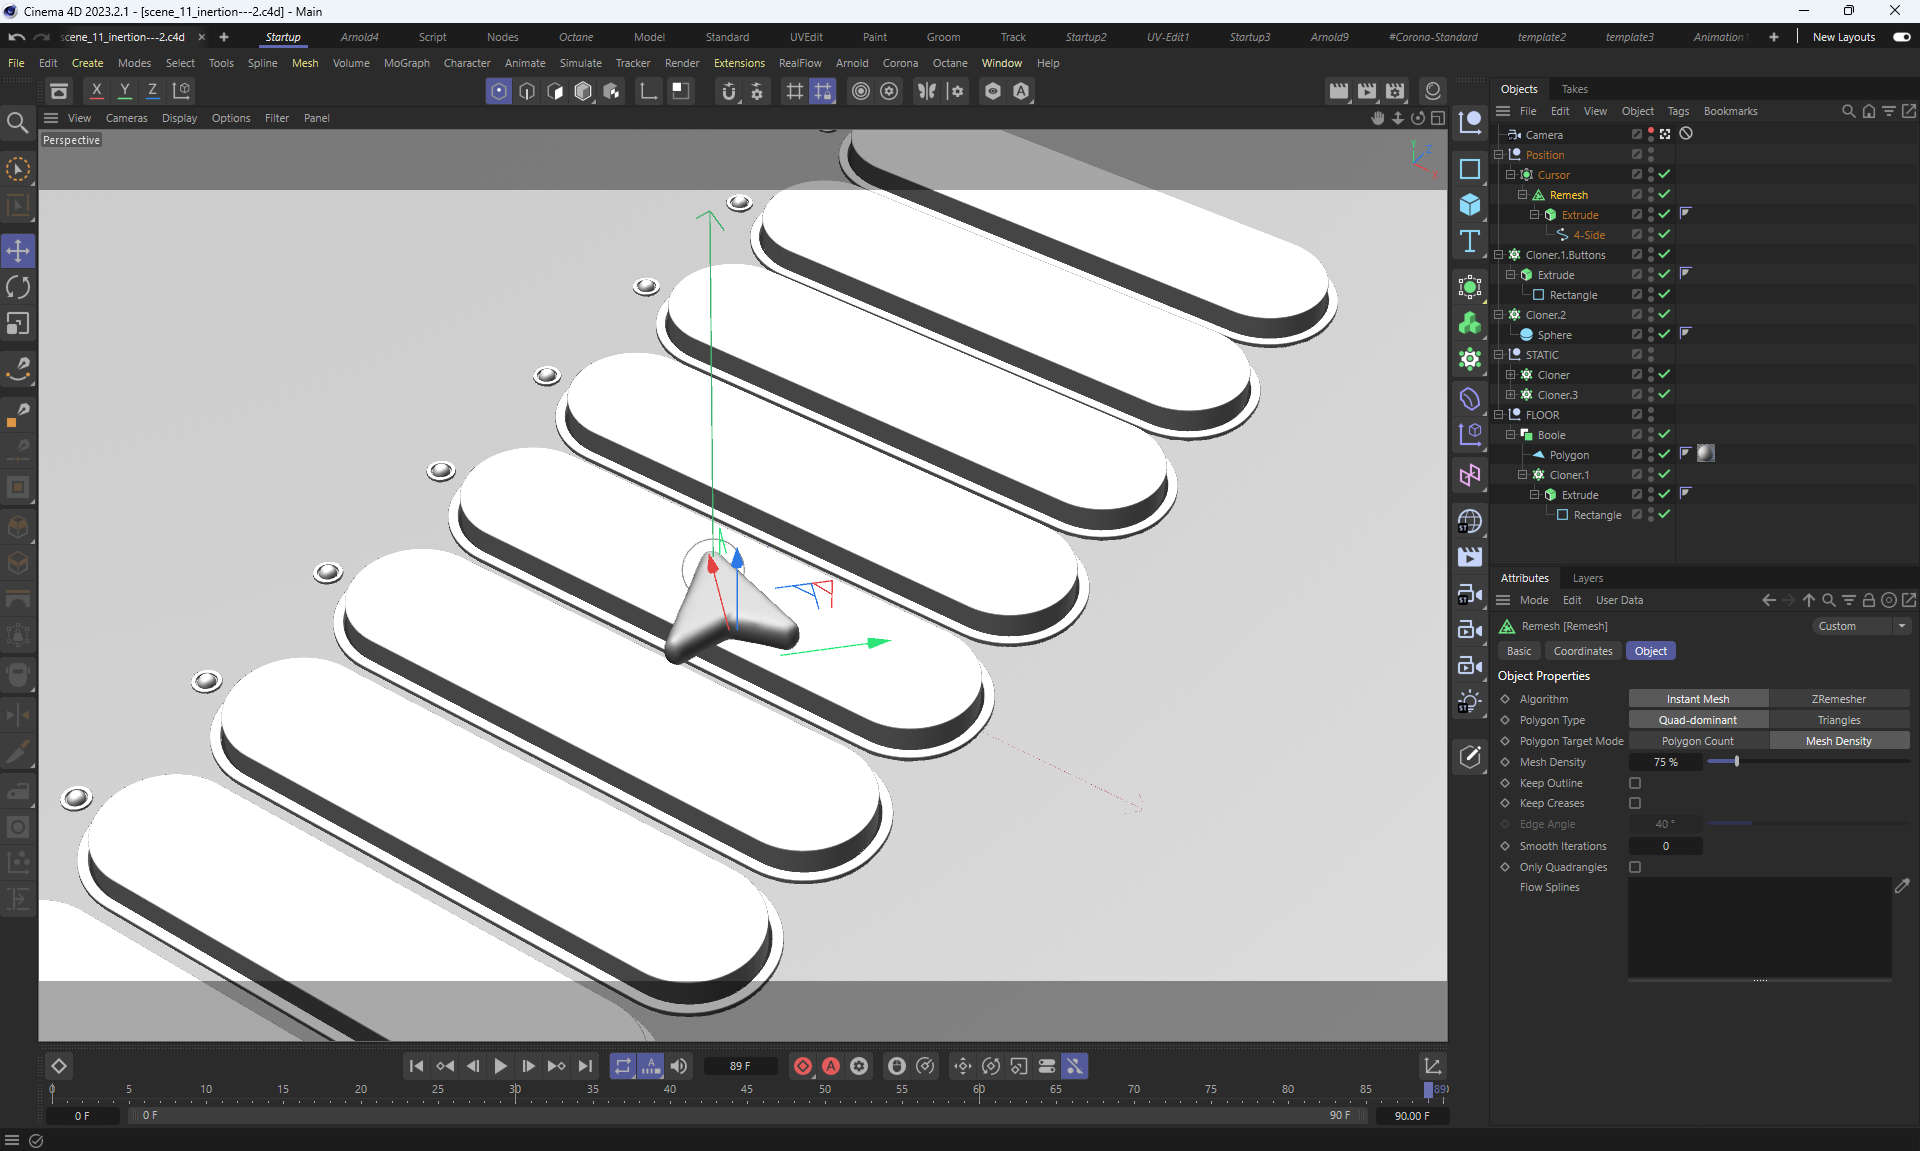 Cinema 4D 2023.2.1 - [scene_11_inertion---2.c4d] - Main
scene_11_inertion---2.c4d Startup Arnold4 Script Nodes Octane Model Standard UVEdit Paint Groom Track Startup2 UV-Edit1 Startup3 Arnold9 #Corona-Standard template2 template3 Animation New Layouts
File Edit Create Modes Select Tools Spline Mesh Volume MoGraph Character Animate Simulate Tracker Render Extensions RealFlow Arnold Corona Octane Window Help
X Y Z
View Cameras Display Options Filter Panel
Perspective
Y
Z
X
Objects Takes
File Edit View Object Tags Bookmarks
Camera
Position
Cursor
Remesh
Extrude
4-Side
Cloner.1.Buttons
Extrude
Rectangle
Cloner.2
Sphere
STATIC
Cloner
Cloner.3
FLOOR
Boole
Polygon
Cloner.1
Extrude
Rectangle
Attributes Layers
Mode Edit User Data
Remesh [Remesh] Custom
Basic Coordinates Object
Object Properties
Algorithm Instant Mesh ZRemesher
Polygon Type Quad-dominant Triangles
Polygon Target Mode Polygon Count Mesh Density
Mesh Density 75 %
Keep Outline
Keep Creases
Edge Angle 40 °
Smooth Iterations 0
Only Quadrangles
Flow Splines
ST
ST
ST
89 F
0 5 10 15 20 25 30 35 40 45 50 55 60 65 70 75 80 85 89
0 F 0 F 90 F 90.00 F